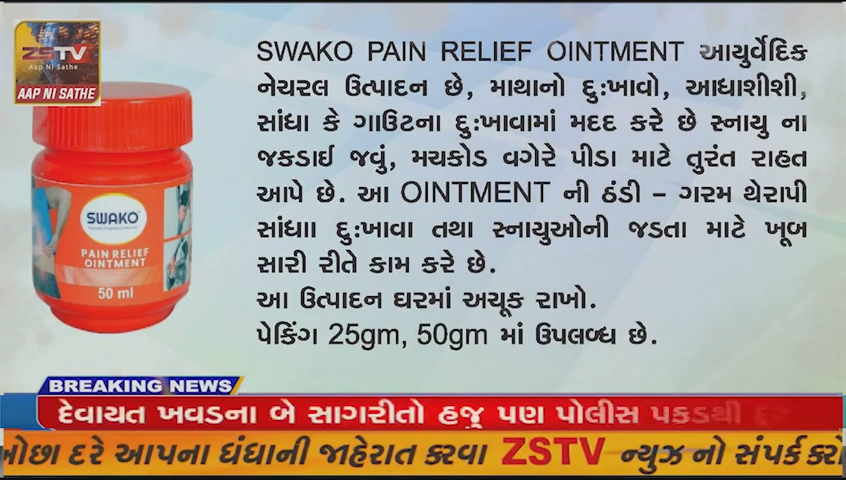 ZSTV
Aap Ni Sathe
AAP NI SATHE
SWAKO PAIN RELIEF OINTMENT આયુર્વેદિક
નેચરલ ઉત્પાદન છે, માથાનો દુઃખાવો, આધાશીશી,
સાંધા કે ગાઉટના દુઃખાવામાં મદદ કરે છે સ્નાયુ ના
જકડાઈ જવું, મચકોડ વગેરે પીડા માટે તુરંત રાહત
આપે છે. આ OINTMENT ની ઠંડી – ગરમ થેરાપી
સાંધાા દુઃખાવા તથા સ્નાયુઓની જડતા માટે ખૂબ
સારી રીતે કામ કરે છે.
આ ઉત્પાદન ઘરમાં અચૂક રાખો.
પેકિંગ 25gm, 50gm માં ઉપલબ્ધ છે.
SWAKO
PAIN RELIEF
OINTMENT
50 ml
BREAKING NEWS
દેવાયત ખવડના બે સાગરીતો હજુ પણ પોલીસ પકડથી દૂર
ઓછા દરે આપના ધંધાની જાહેરાત કરવા ZSTV ન્યુઝ નો સંપર્ક કરો